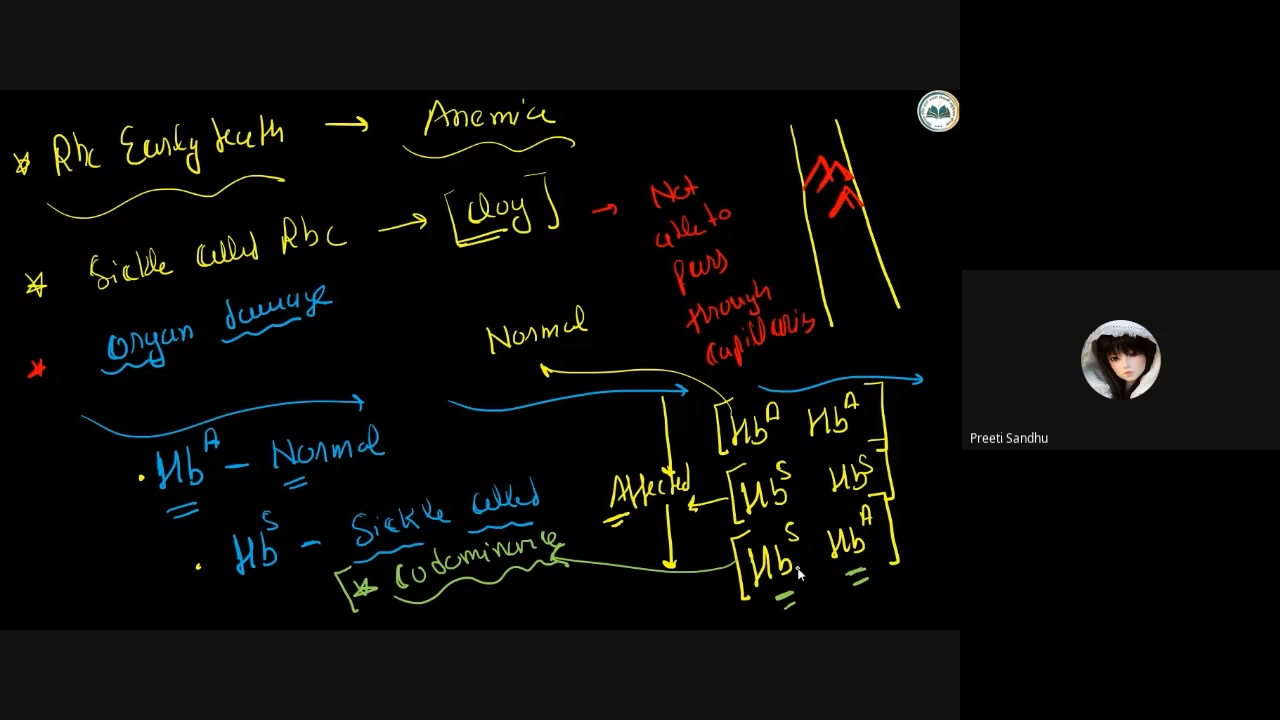 Rbc Early death → Anemia
Sickle celled Rbc → [clog] → Not
able to
pass
through
capillaries
organ damage
Normal
Hb^A - Normal
[Hb^A Hb^A]
Affected ← [Hb^S Hb^S]
Hb^S - Sickle celled
[Hb^S Hb^A]
Codominance
Preeti Sandhu